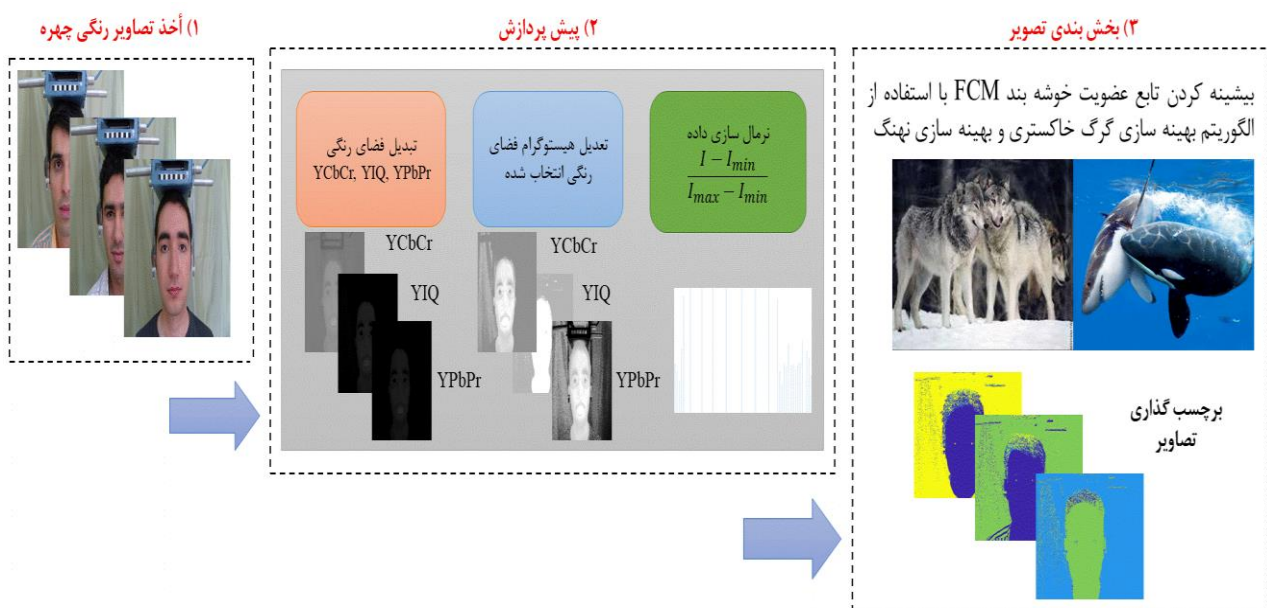 ۱) أخذ تصاویر رنگی چهره
۲) پیش پردازش
تبدیل فضای رنگی
YCbCr, YIQ, YPbPr
تعدیل هیستوگرام فضای
رنگی انتخاب شده
نرمال سازی داده
I − Imin
Imax − Imin
YCbCr
YIQ
YPbPr
YCbCr
YIQ
YPbPr
۳) بخش بندی تصویر
بیشینه کردن تابع عضویت خوشه بند FCM با استفاده از
الگوریتم بهینه سازی گرگ خاکستری و بهینه سازی نهنگ
برچسب گذاری
تصاویر